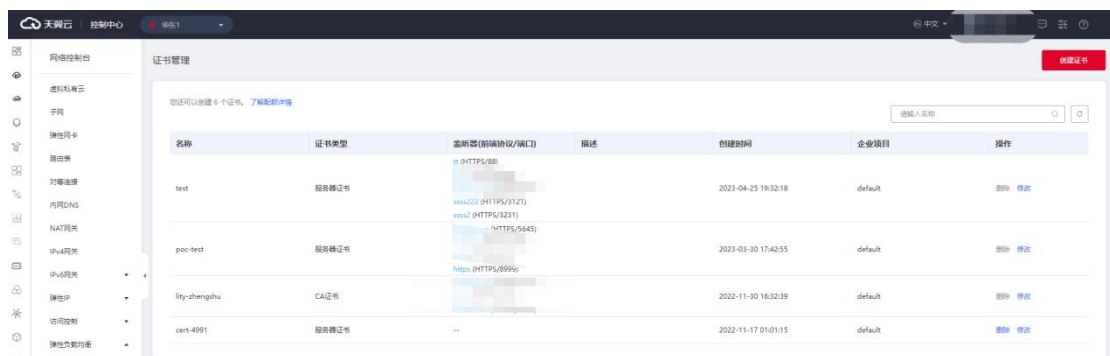 天翼云 控制中心 华东1 中文
网络控制台
虚拟私有云
子网
弹性网卡
路由表
对等连接
内网DNS
NAT网关
IPv4网关
IPv6网关
弹性IP
访问控制
弹性负载均衡
证书管理
创建证书
您还可以创建 6 个证书。 了解配额详情
请输入名称
名称 证书类型 监听器(前端协议/端口) 描述 创建时间 企业项目 操作
tt (HTTPS/88)
test 服务器证书 2023-04-25 19:32:18 default 删除 修改
ssss222 (HTTPS/3121)
ssss2 (HTTPS/3231)
(HTTPS/5645)
poc-test 服务器证书 2023-03-30 17:42:55 default 删除 修改
https (HTTPS/8999)
lity-zhengshu CA证书 2022-11-30 16:32:39 default 删除 修改
cert-4991 服务器证书 -- 2022-11-17 01:01:15 default 删除 修改